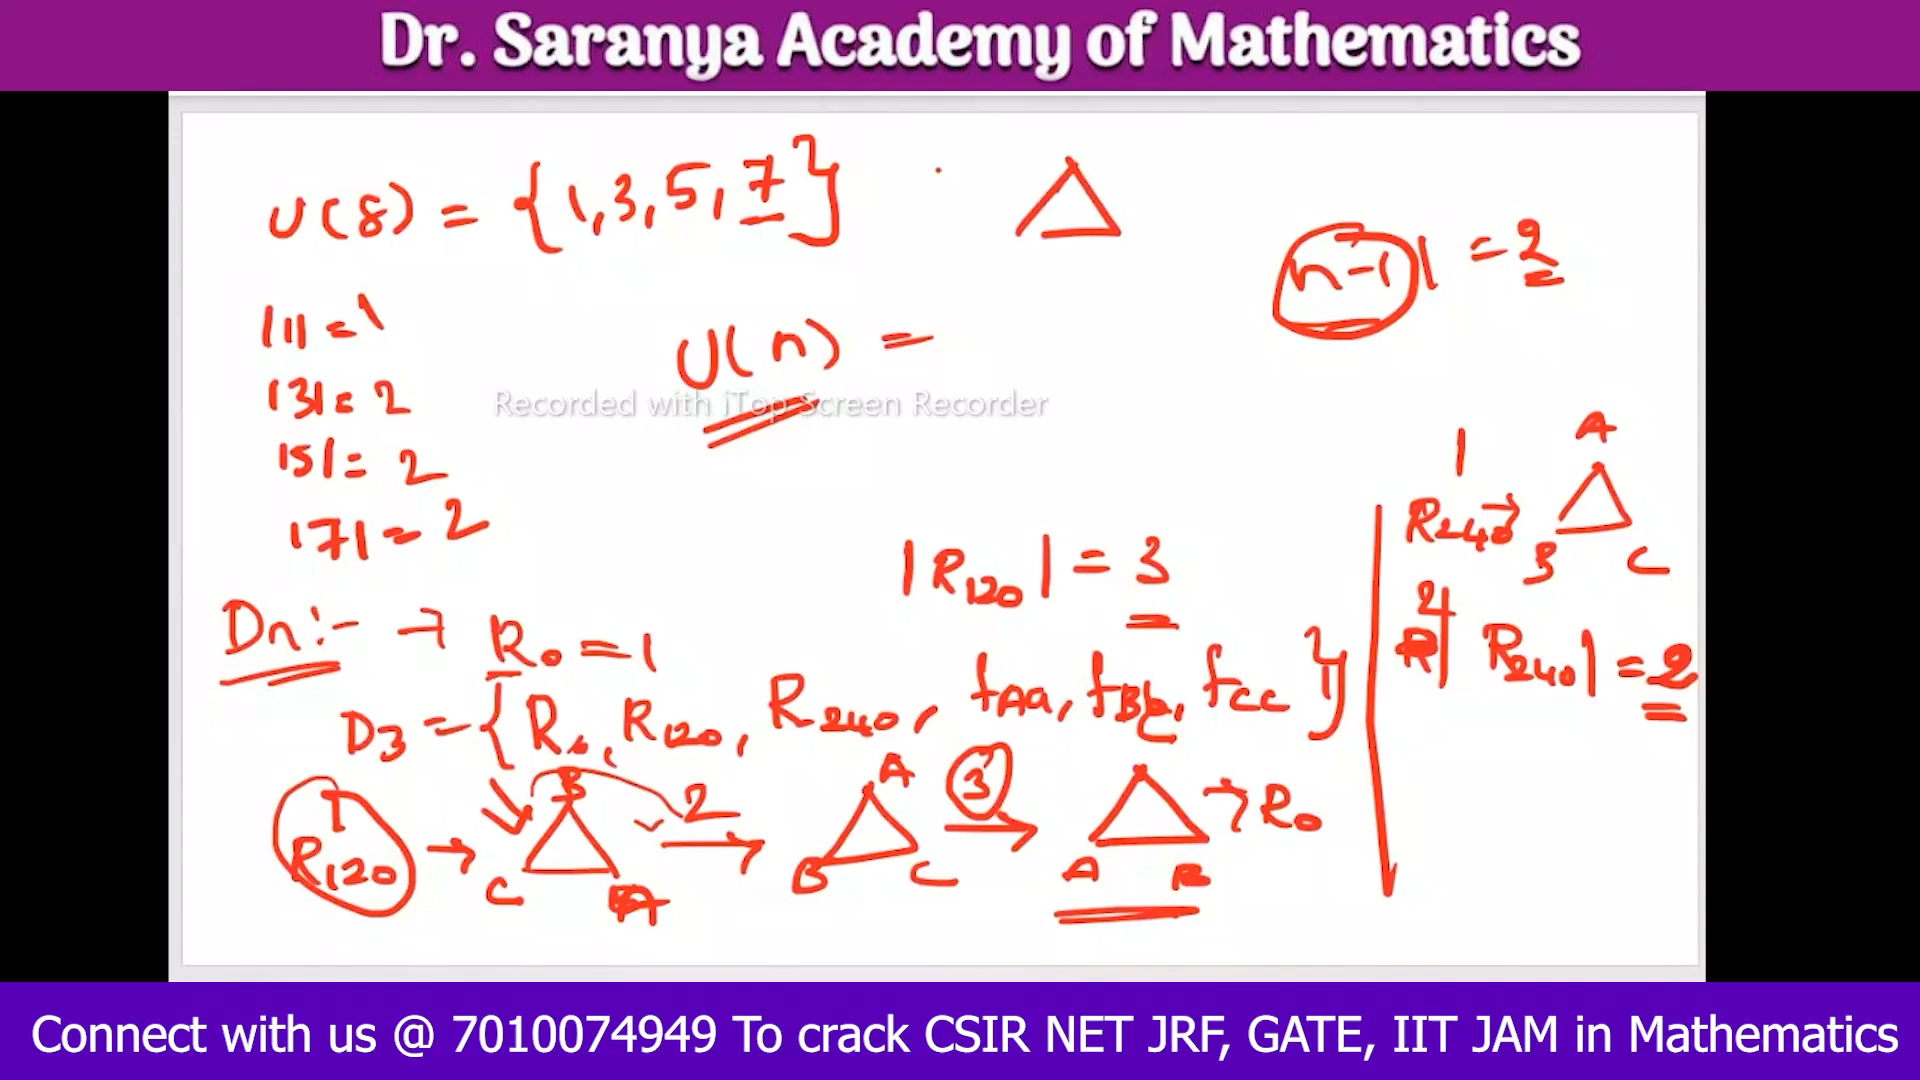 Dr. Saranya Academy of Mathematics
U(8) = {1, 3, 5, 7}
|n-1| = 2
|1| = 1
|3| = 2
|5| = 2
|7| = 2
U(n) =
Recorded with iTop Screen Recorder
|R120| = 3
Dn:- →
R0 = 1
D3 = {R0, R120, R240, fAa, fBb, fCc}
1
R120 →
B
C
A
2
A
B C
3
A B
→ R0
1
R240 →
A
B
C
2
|R240| = 2
Connect with us @ 7010074949 To crack CSIR NET JRF, GATE, IIT JAM in Mathematics